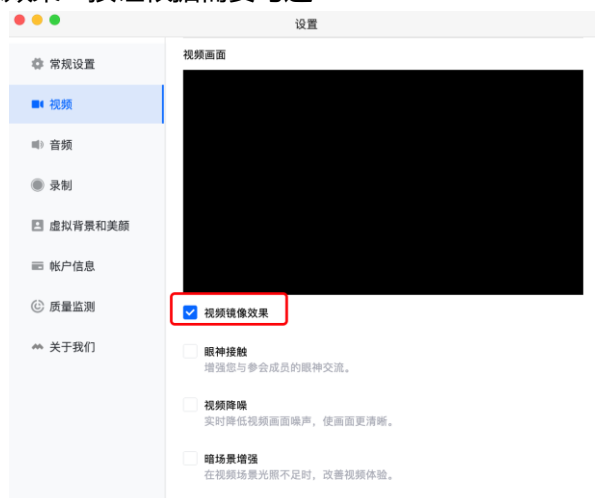 设置
常规设置
视频
音频
录制
虚拟背景和美颜
帐户信息
质量监测
关于我们
视频画面
视频镜像效果
眼神接触
增强您与参会成员的眼神交流。
视频降噪
实时降低视频画面噪声，使画面更清晰。
暗场景增强
在视频场景光照不足时，改善视频体验。